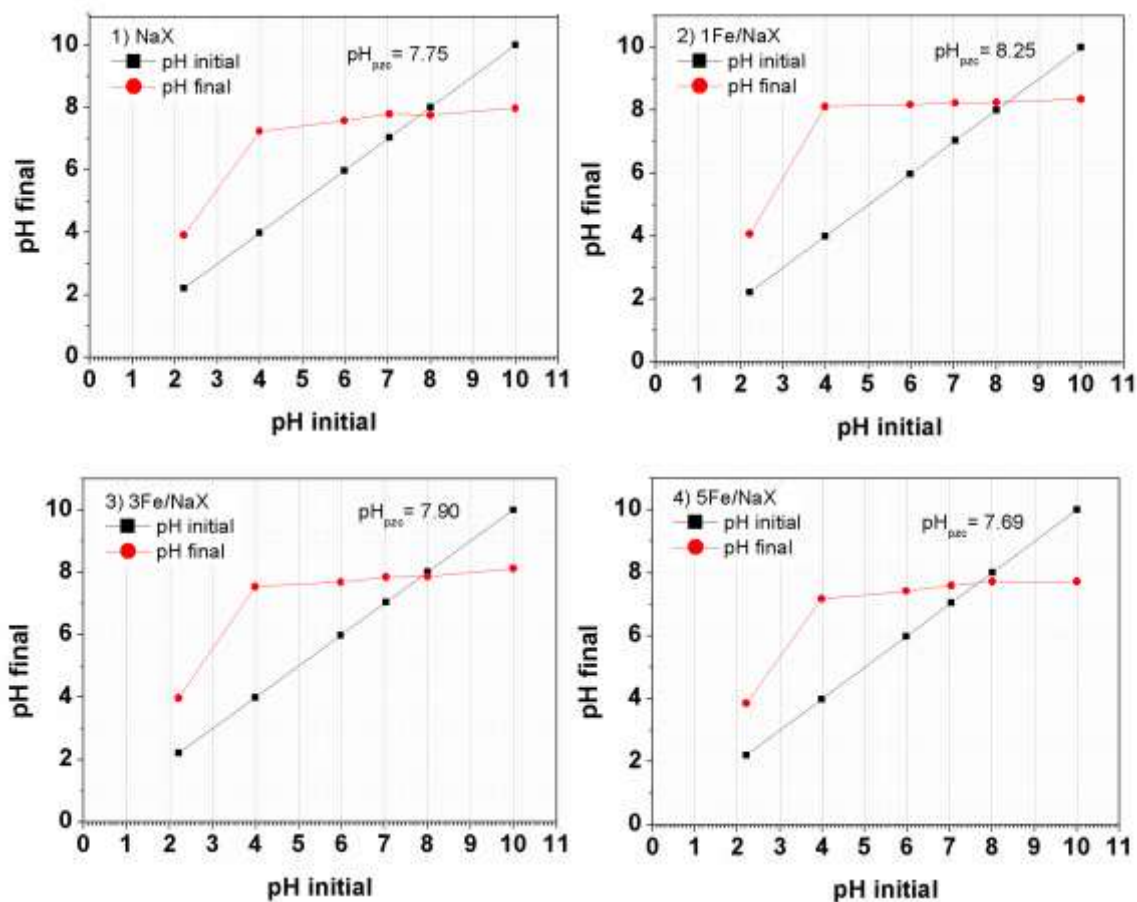 1) NaX
pH initial
pH final
pHpzc = 7.75
10
8
6
4
2
0
pH final
0 1 2 3 4 5 6 7 8 9 10 11
pH initial
2) 1Fe/NaX
pH initial
pH final
pHpzc = 8.25
10
8
6
4
2
0
pH final
0 1 2 3 4 5 6 7 8 9 10 11
pH initial
3) 3Fe/NaX
pH initial
pH final
pHpzc = 7.90
10
8
6
4
2
0
pH final
0 1 2 3 4 5 6 7 8 9 10 11
pH initial
4) 5Fe/NaX
pH initial
pH final
pHpzc = 7.69
10
8
6
4
2
0
pH final
0 1 2 3 4 5 6 7 8 9 10 11
pH initial